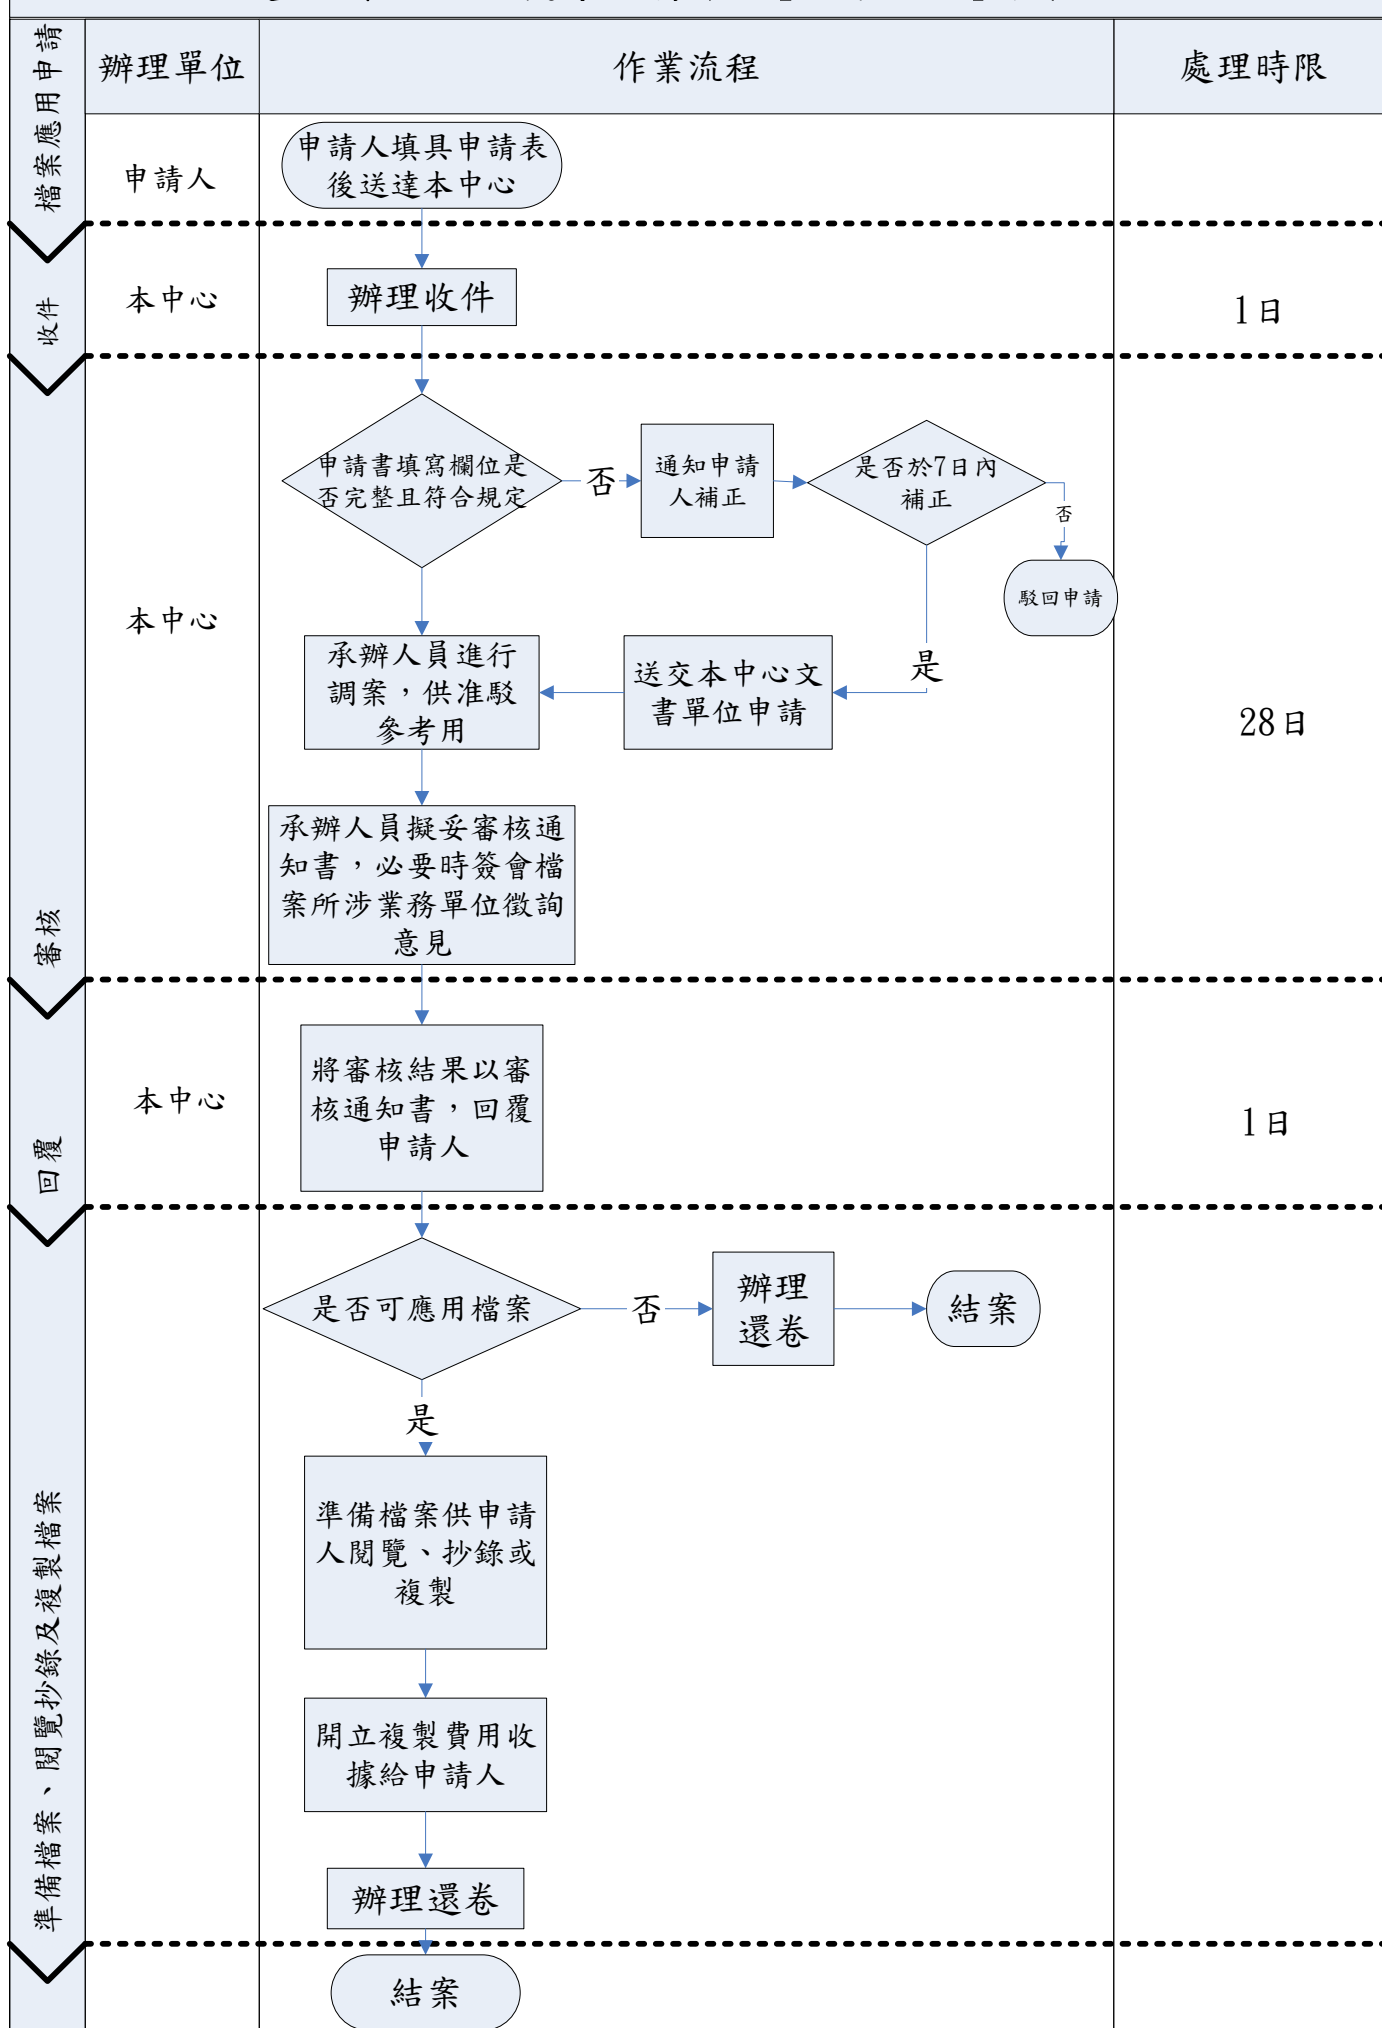 檔案應用申請
辦理單位
作業流程
處理時限
申請人
申請人填具申請表
後送達本中心
收件
本中心
辦理收件
1日
審核
本中心
申請書填寫欄位是
否完整且符合規定
否
通知申請
人補正
是否於7日內
補正
否
駁回申請
是
送交本中心文
書單位申請
承辦人員進行
調案，供准駁
參考用
28日
承辦人員擬妥審核通
知書，必要時簽會檔
案所涉業務單位徵詢
意見
回覆
本中心
將審核結果以審
核通知書，回覆
申請人
1日
準備檔案、閱覽抄錄及複製檔案
是否可應用檔案
否
辦理
還卷
結案
是
準備檔案供申請
人閱覽、抄錄或
複製
開立複製費用收
據給申請人
辦理還卷
結案